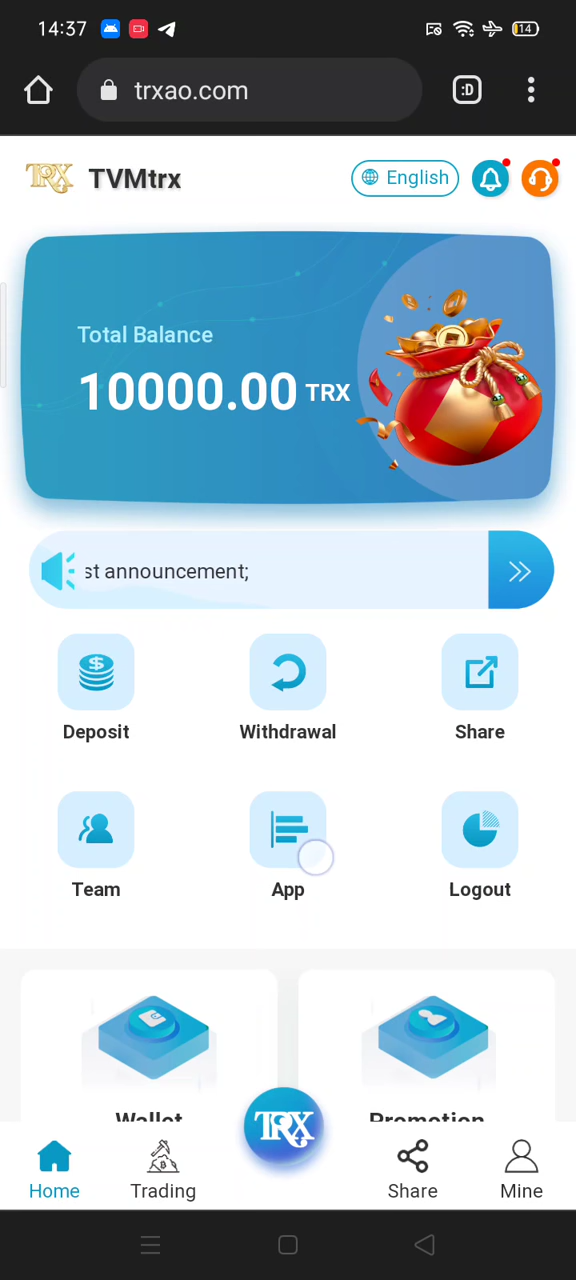 14:37
14
trxao.com
:D
TRX
TVMtrx
English
Total Balance
10000.00 TRX
st announcement;
Deposit
Withdrawal
Share
Team
App
Logout
Wallet
Promotion
TRX
Home
Trading
Share
Mine